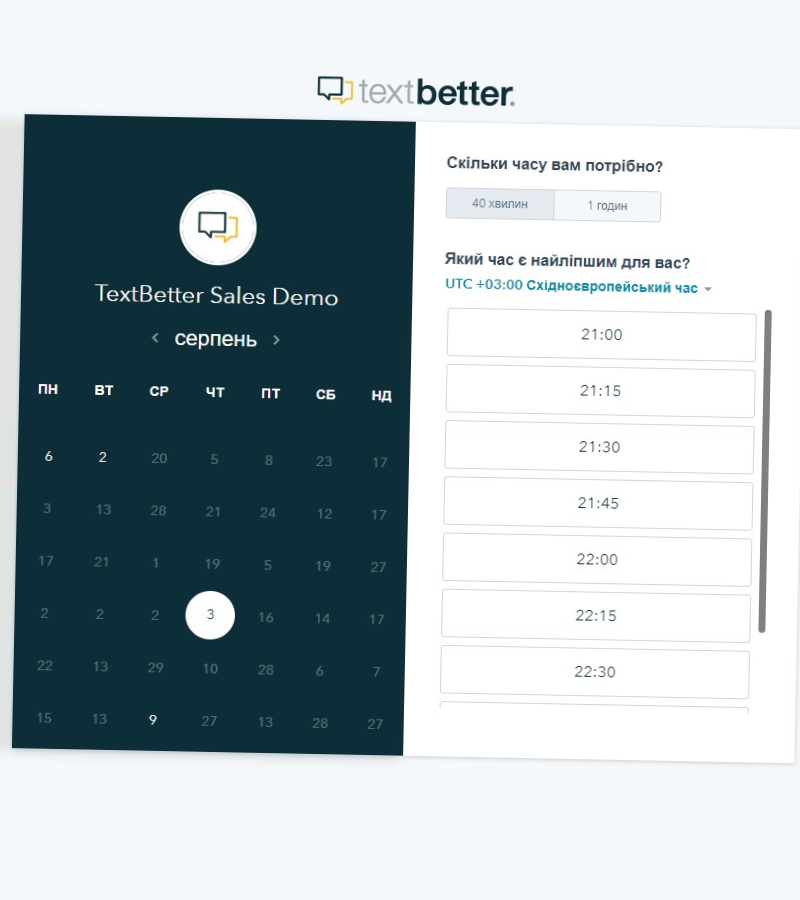 textbetter.
TextBetter Sales Demo
серпень
ПН ВТ СР ЧТ ПТ СБ НД
6 2 20 5 8 23 17
3 13 28 21 24 12 17
17 21 1 19 5 19 27
2 2 2 3 16 14 17
22 13 29 10 28 6 7
15 13 9 27 13 28 27
Скільки часу вам потрібно?
40 хвилин 1 годин
Який час є найліпшим для вас?
UTC +03:00 Східноєвропейський час
21:00
21:15
21:30
21:45
22:00
22:15
22:30